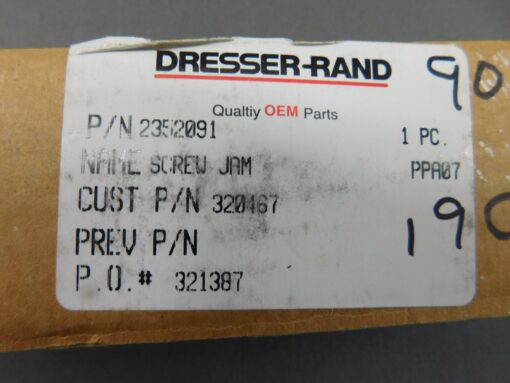 DRESSER-RAND 90
Qualtiy OEM Parts
P/N 2352091 1 PC.
NAME SCREW JAM PPA07
CUST P/N 320467
PREV P/N 190
P.O.# 321387